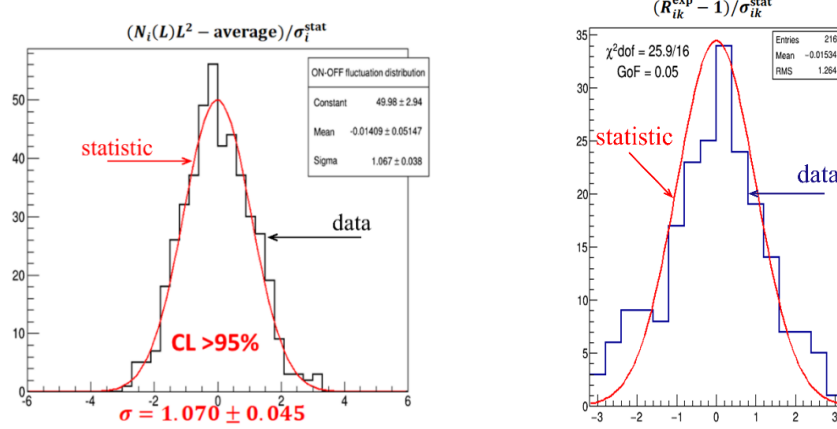 (N_i(L)L² − average)/σ_i^stat
ON-OFF fluctuation distribution
Constant 49.98 ± 2.94
Mean -0.01409 ± 0.05147
Sigma 1.067 ± 0.038
statistic
data
CL >95%
50
40
30
20
10
0
-6 -4 -2 0 2 4 6
σ = 1.070 ± 0.045
(R_ik^exp − 1)/σ_ik^stat
χ²dof = 25.9/16
GoF = 0.05
Entries 216
Mean −0.01534
RMS 1.264
statistic
data
35
30
25
20
15
10
5
0
−3 −2 −1 0 1 2 3